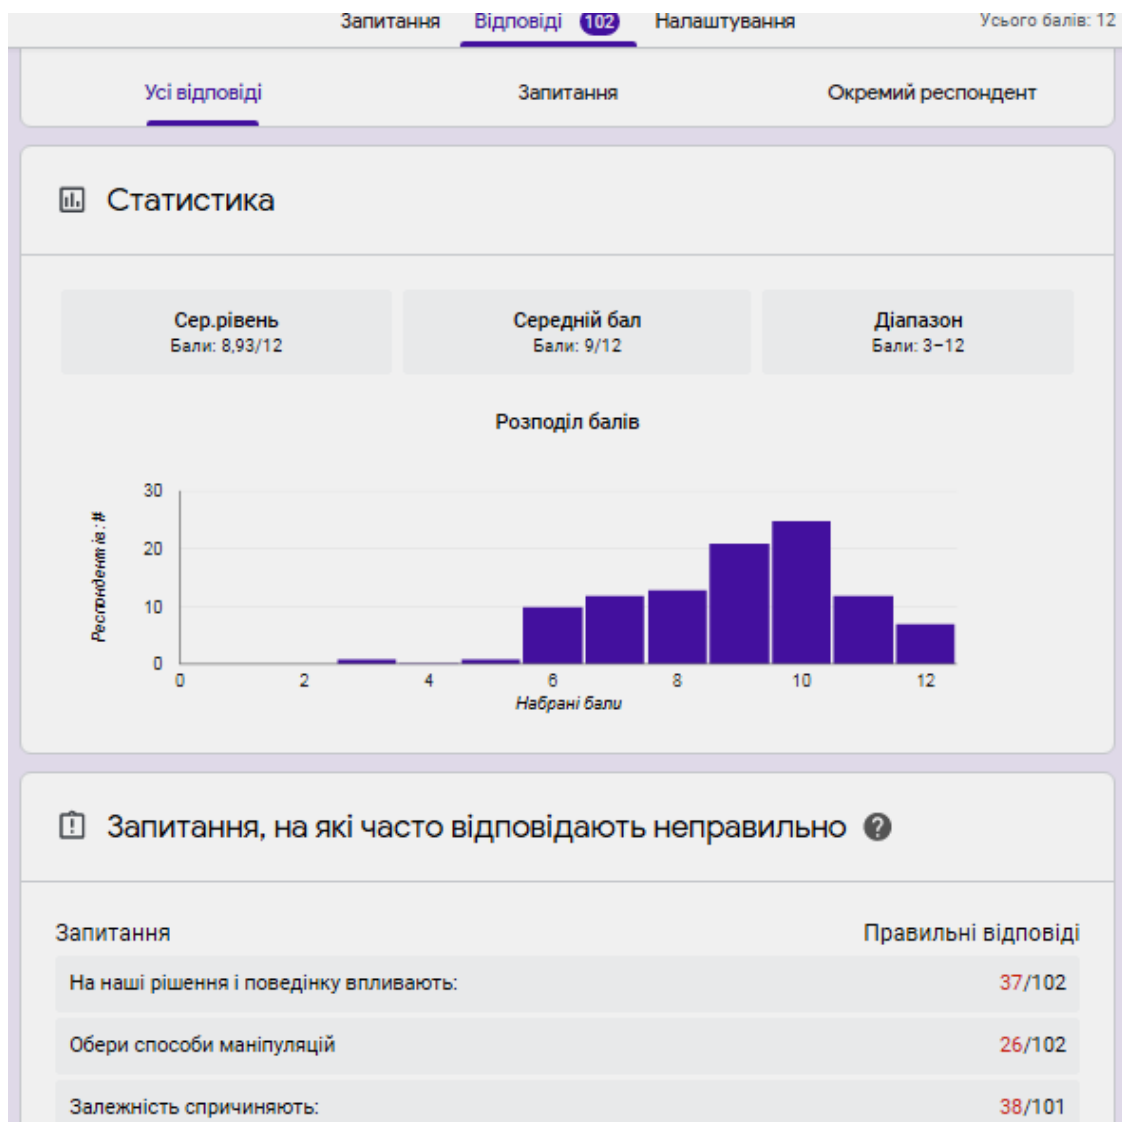 Запитання Відповіді 102 Налаштування Усього балів: 12
Усі відповіді Запитання Окремий респондент
Статистика
Сер.рівень Середній бал Діапазон
Бали: 8,93/12 Бали: 9/12 Бали: 3–12
Розподіл балів
30
20
10
0
Респондентів: #
0 2 4 6 8 10 12
Набрані бали
Запитання, на які часто відповідають неправильно ?
Запитання Правильні відповіді
На наші рішення і поведінку впливають: 37/102
Обери способи маніпуляцій 26/102
Залежність спричиняють: 38/101